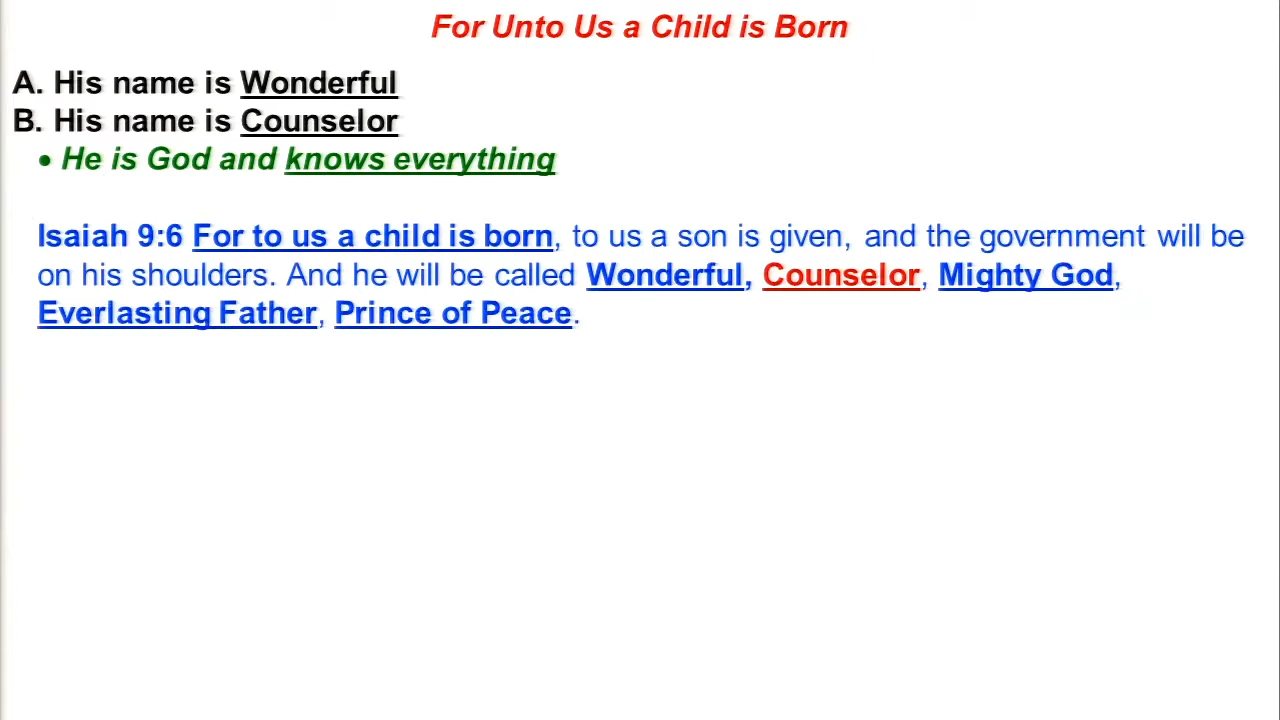 For Unto Us a Child is Born
A. His name is Wonderful
B. His name is Counselor
• He is God and knows everything
Isaiah 9:6 For to us a child is born, to us a son is given, and the government will be
on his shoulders. And he will be called Wonderful, Counselor, Mighty God,
Everlasting Father, Prince of Peace.